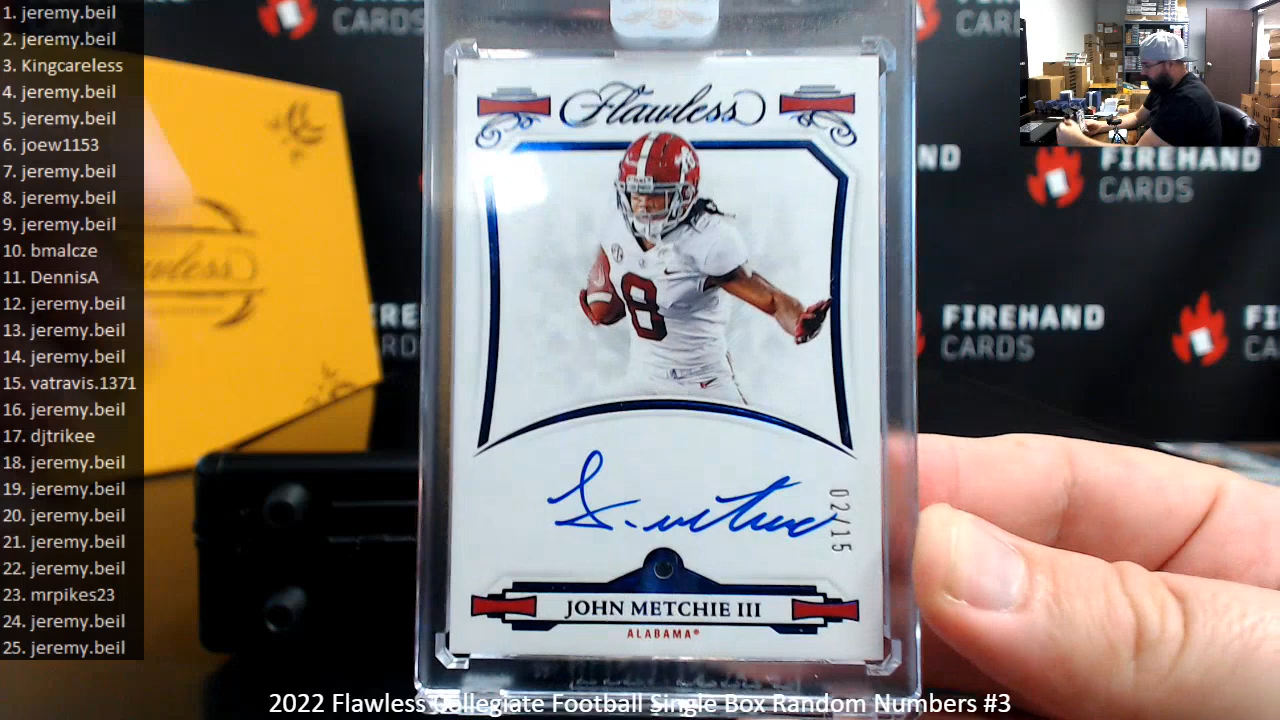 1. jeremy.beil
2. jeremy.beil
3. Kingcareless
4. jeremy.beil
5. jeremy.beil
6. joew1153
7. jeremy.beil
8. jeremy.beil
9. jeremy.beil
10. bmalcze
11. DennisA
12. jeremy.beil
13. jeremy.beil
14. jeremy.beil
15. vatravis.1371
16. jeremy.beil
17. djtrikee
18. jeremy.beil
19. jeremy.beil
20. jeremy.beil
21. jeremy.beil
22. jeremy.beil
23. mrpikes23
24. jeremy.beil
25. jeremy.beil
FIREHAND
CARDS
FIREHAND
CARDS
FIREHAND
CARDS
Flawless
8
02/15
JOHN METCHIE III
ALABAMA®
2022 Flawless Collegiate Football Single Box Random Numbers #3